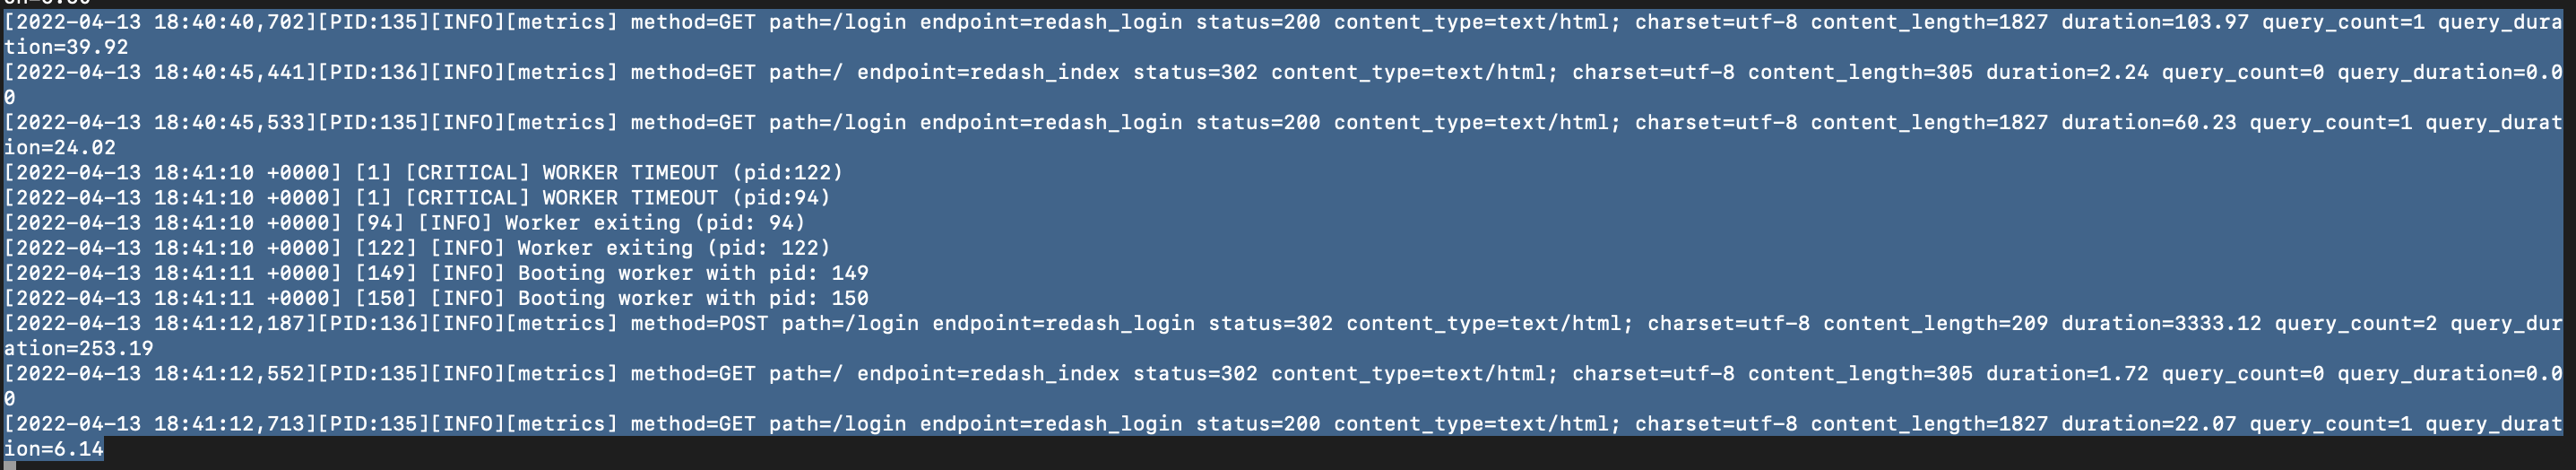 [2022-04-13 18:40:40,702][PID:135][INFO][metrics] method=GET path=/login endpoint=redash_login status=200 content_type=text/html; charset=utf-8 content_length=1827 duration=103.97 query_count=1 query_dura
tion=39.92
[2022-04-13 18:40:45,441][PID:136][INFO][metrics] method=GET path=/ endpoint=redash_index status=302 content_type=text/html; charset=utf-8 content_length=305 duration=2.24 query_count=0 query_duration=0.0
0
[2022-04-13 18:40:45,533][PID:135][INFO][metrics] method=GET path=/login endpoint=redash_login status=200 content_type=text/html; charset=utf-8 content_length=1827 duration=60.23 query_count=1 query_durat
ion=24.02
[2022-04-13 18:41:10 +0000] [1] [CRITICAL] WORKER TIMEOUT (pid:122)
[2022-04-13 18:41:10 +0000] [1] [CRITICAL] WORKER TIMEOUT (pid:94)
[2022-04-13 18:41:10 +0000] [94] [INFO] Worker exiting (pid: 94)
[2022-04-13 18:41:10 +0000] [122] [INFO] Worker exiting (pid: 122)
[2022-04-13 18:41:11 +0000] [149] [INFO] Booting worker with pid: 149
[2022-04-13 18:41:11 +0000] [150] [INFO] Booting worker with pid: 150
[2022-04-13 18:41:12,187][PID:136][INFO][metrics] method=POST path=/login endpoint=redash_login status=302 content_type=text/html; charset=utf-8 content_length=209 duration=3333.12 query_count=2 query_dur
ation=253.19
[2022-04-13 18:41:12,552][PID:135][INFO][metrics] method=GET path=/ endpoint=redash_index status=302 content_type=text/html; charset=utf-8 content_length=305 duration=1.72 query_count=0 query_duration=0.0
0
[2022-04-13 18:41:12,713][PID:135][INFO][metrics] method=GET path=/login endpoint=redash_login status=200 content_type=text/html; charset=utf-8 content_length=1827 duration=22.07 query_count=1 query_durat
ion=6.14